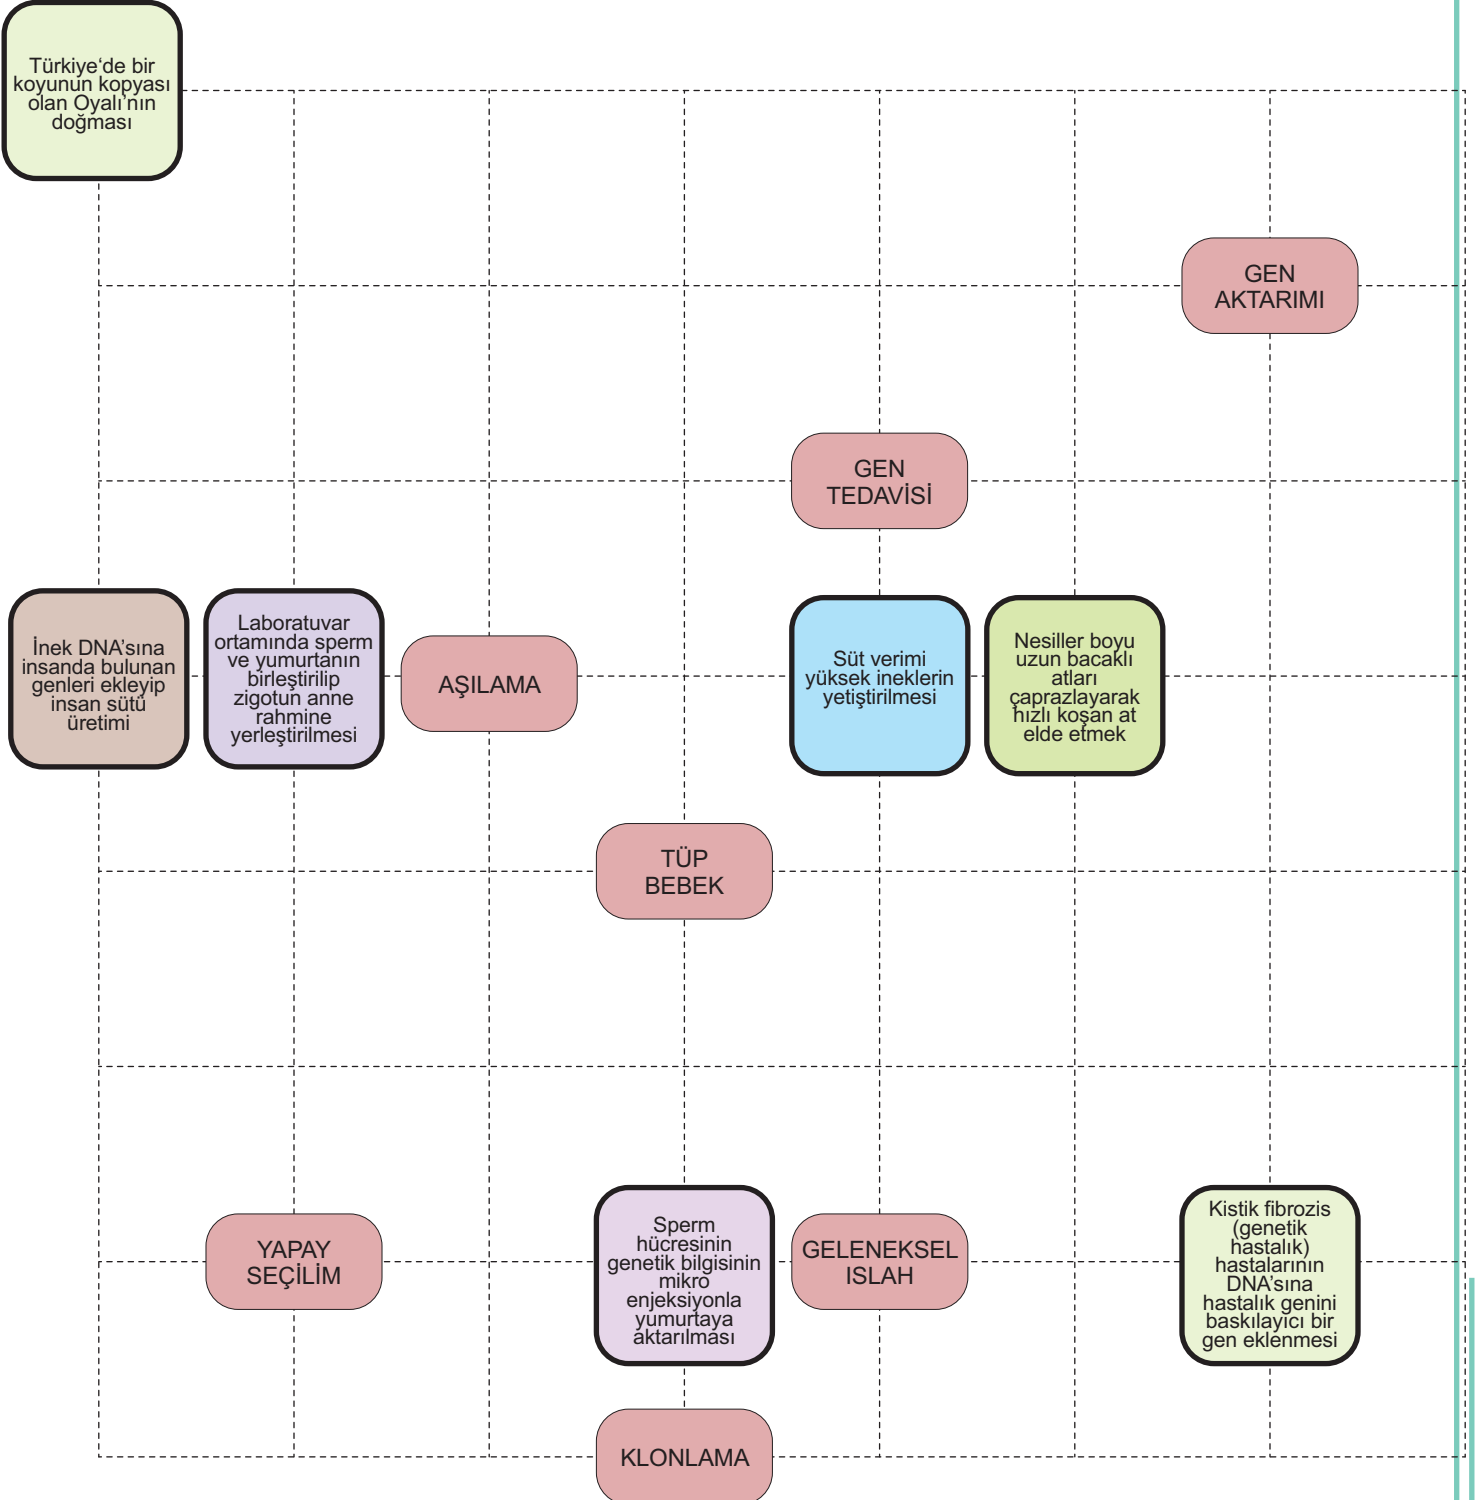 Türkiye‘de bir
koyunun kopyası
olan Oyalı’nın
doğması
GEN
AKTARIMI
GEN
TEDAVİSİ
İnek DNA’sına
insanda bulunan
genleri ekleyip
insan sütü
üretimi
Laboratuvar
ortamında sperm
ve yumurtanın
birleştirilip
zigotun anne
rahmine
yerleştirilmesi
AŞILAMA
Süt verimi
yüksek ineklerin
yetiştirilmesi
Nesiller boyu
uzun bacaklı
atları
çaprazlayarak
hızlı koşan at
elde etmek
TÜP
BEBEK
YAPAY
SEÇİLİM
Sperm
hücresinin
genetik bilgisinin
mikro
enjeksiyonla
yumurtaya
aktarılması
GELENEKSEL
ISLAH
Kistik fibrozis
(genetik
hastalık)
hastalarının
DNA’sına
hastalık genini
baskılayıcı bir
gen eklenmesi
KLONLAMA